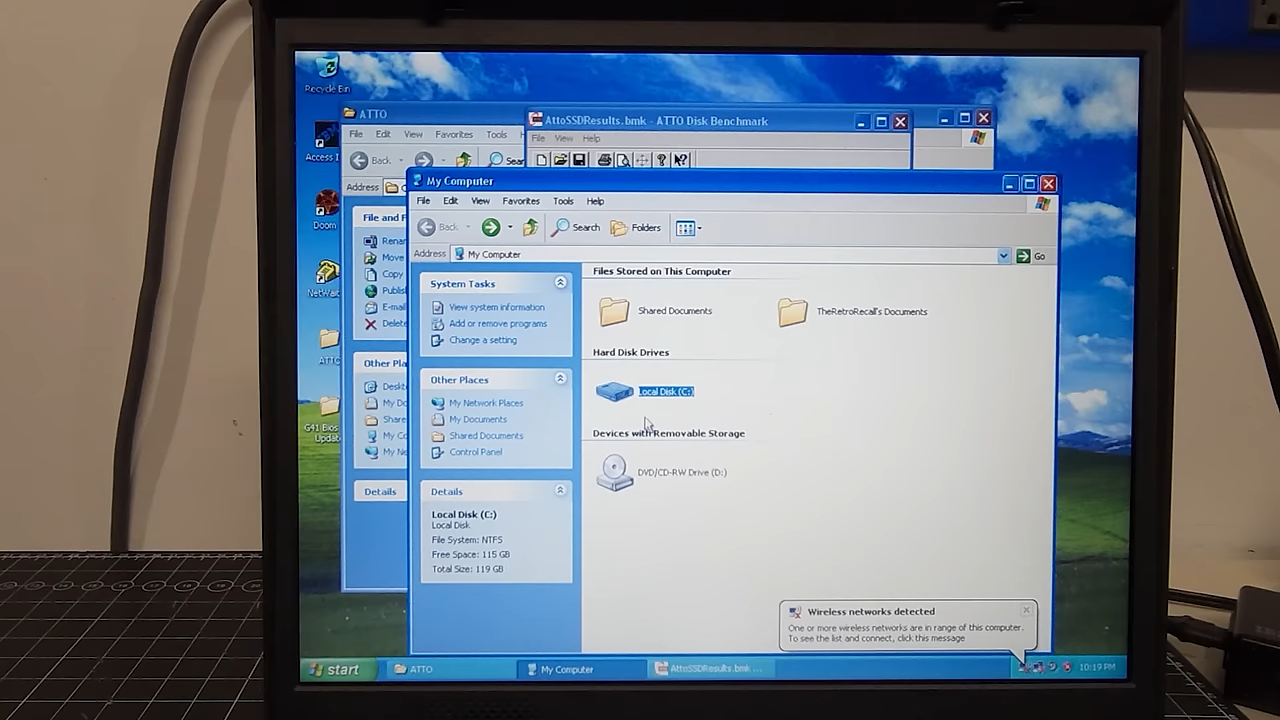 Recycle Bin
Access I
Doom
NetWait
ATTO
G41 Bios
Update
ATTO
File Edit View Favorites Tools
Back
Sear
Address
File and F
Renar
Move
Copy
Publis
E-mail
Delet
Other Pla
Deskt
My Do
Share
My Co
My Ne
Details
AttoSSDResults.bmk - ATTO Disk Benchmark
File View Help
My Computer
File Edit View Favorites Tools Help
Back Search Folders
Address My Computer Go
System Tasks
View system information
Add or remove programs
Change a setting
Other Places
My Network Places
My Documents
Shared Documents
Control Panel
Details
Local Disk (C:)
Local Disk
File System: NTFS
Free Space: 115 GB
Total Size: 119 GB
Files Stored on This Computer
Shared Documents
TheRetroRecall's Documents
Hard Disk Drives
Local Disk (C:)
Devices with Removable Storage
DVD/CD-RW Drive (D:)
Wireless networks detected
One or more wireless networks are in range of this computer.
To see the list and connect, click this message
start ATTO My Computer AttoSSDResults.bmk ... 10:19 PM